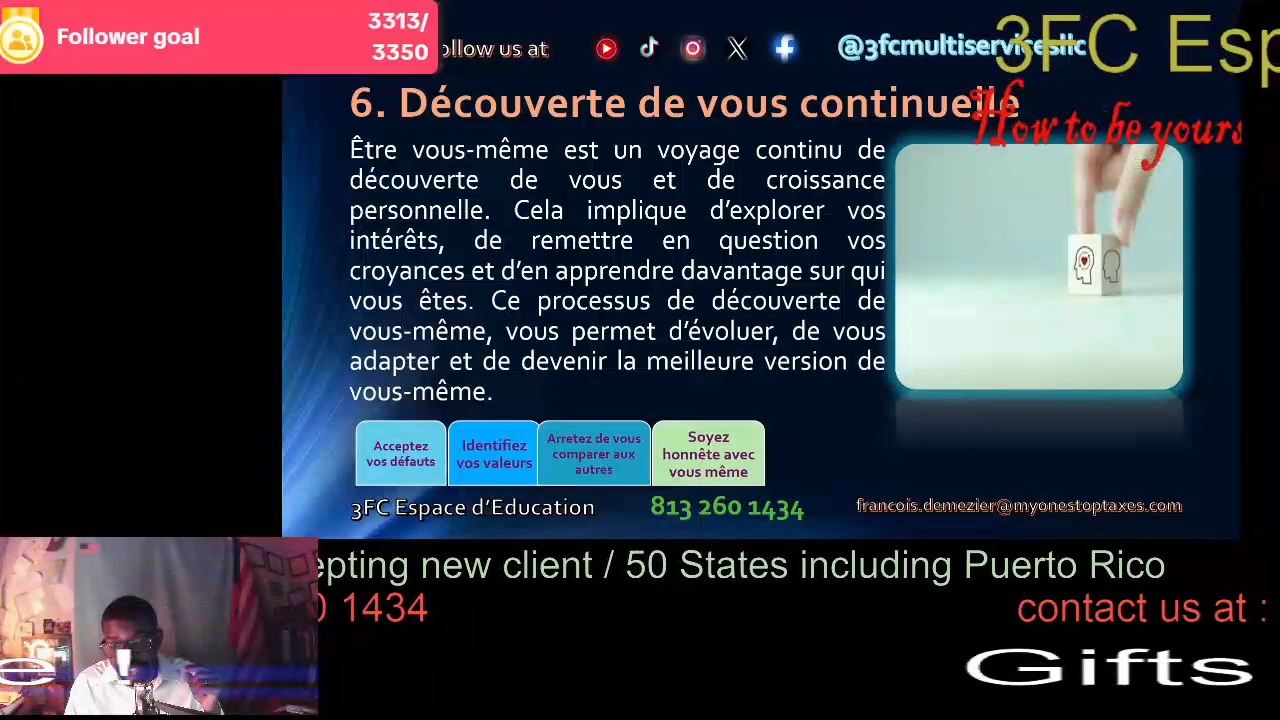 Follower goal
3313/
3350
ollow us at
@3fcmultiservicesllc
3FC Esp
6. Découverte de vous continuelle
How to be yours
Être vous-même est un voyage continu de
découverte de vous et de croissance
personnelle. Cela implique d'explorer vos
intérêts, de remettre en question vos
croyances et d'en apprendre davantage sur qui
vous êtes. Ce processus de découverte de
vous-même, vous permet d'évoluer, de vous
adapter et de devenir la meilleure version de
vous-même.
Acceptez
vos défauts
Identifiez
vos valeurs
Arretez de vous
comparer aux
autres
Soyez
honnête avec
vous même
3FC Espace d'Education
813 260 1434
francois.demezier@myonestoptaxes.com
epting new client / 50 States including Puerto Rico
0 1434
contact us at :
Gifts